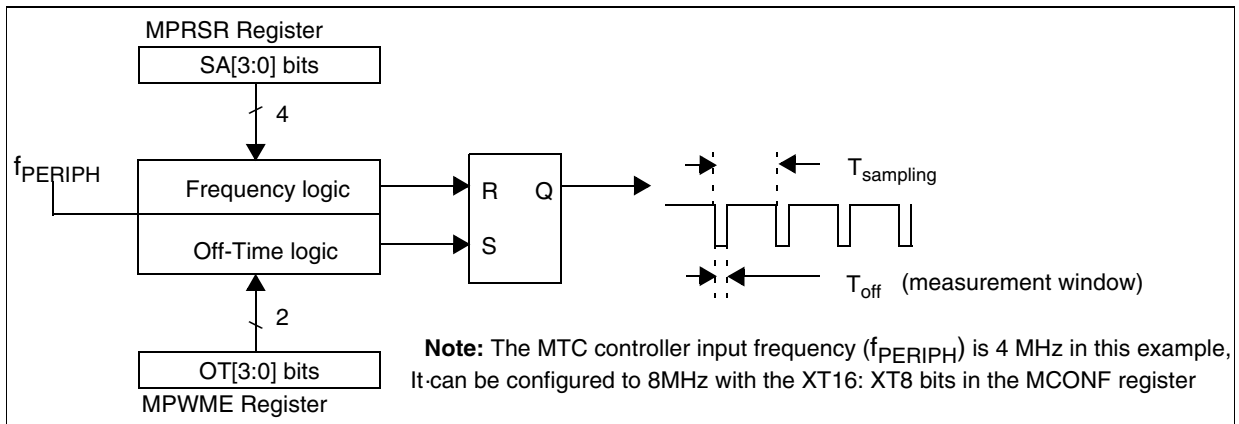 MPRSR Register
SA[3:0] bits
4
fPERIPH
Frequency logic
R Q
Tsampling
Off-Time logic
S
Toff (measurement window)
2
OT[3:0] bits
MPWME Register
Note: The MTC controller input frequency (fPERIPH) is 4 MHz in this example,
It·can be configured to 8MHz with the XT16: XT8 bits in the MCONF register